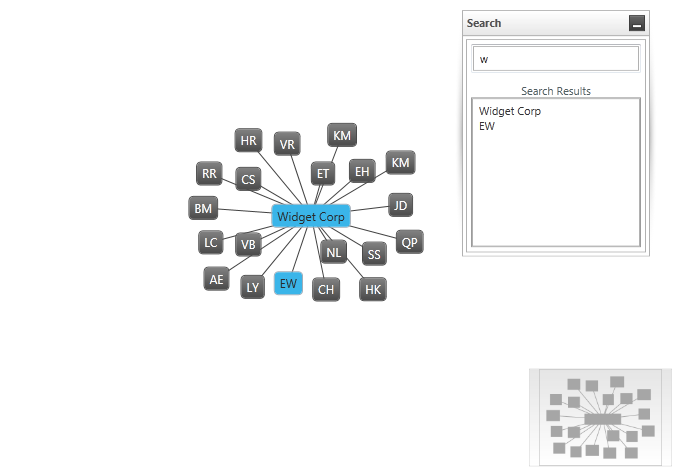 Search
w
Search Results
Widget Corp
EW
KM
HR
VR
KM
RR
CS
ET
EH
BM
JD
Widget Corp
LC
VB
QP
NL
SS
AE
LY
EW
CH
HK